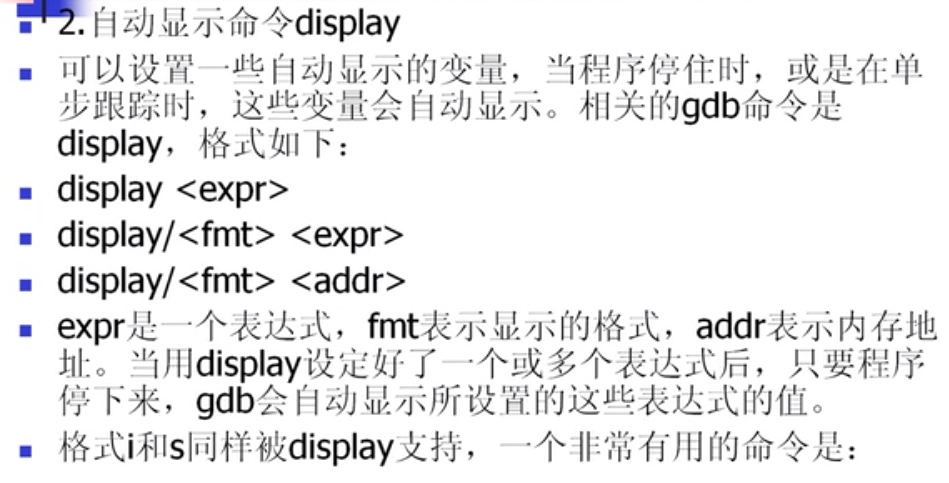 2.自动显示命令display
可以设置一些自动显示的变量，当程序停住时，或是在单
步跟踪时，这些变量会自动显示。相关的gdb命令是
display，格式如下：
display <expr>
display/<fmt> <expr>
display/<fmt> <addr>
expr是一个表达式，fmt表示显示的格式，addr表示内存地
址。当用display设定好了一个或多个表达式后，只要程序
停下来，gdb会自动显示所设置的这些表达式的值。
格式i和s同样被display支持，一个非常有用的命令是：